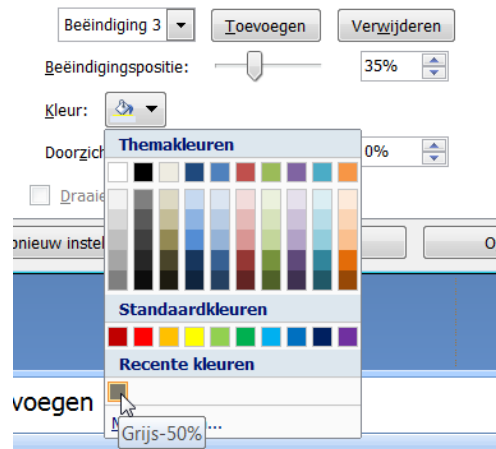 Beëindiging 3 Toevoegen Verwijderen
Beëindigingspositie: 35%
Kleur:
Themakleuren
Doorzich 0%
Draaie
pnieuw instel O
Standaardkleuren
Recente kleuren
voegen
Grijs-50%